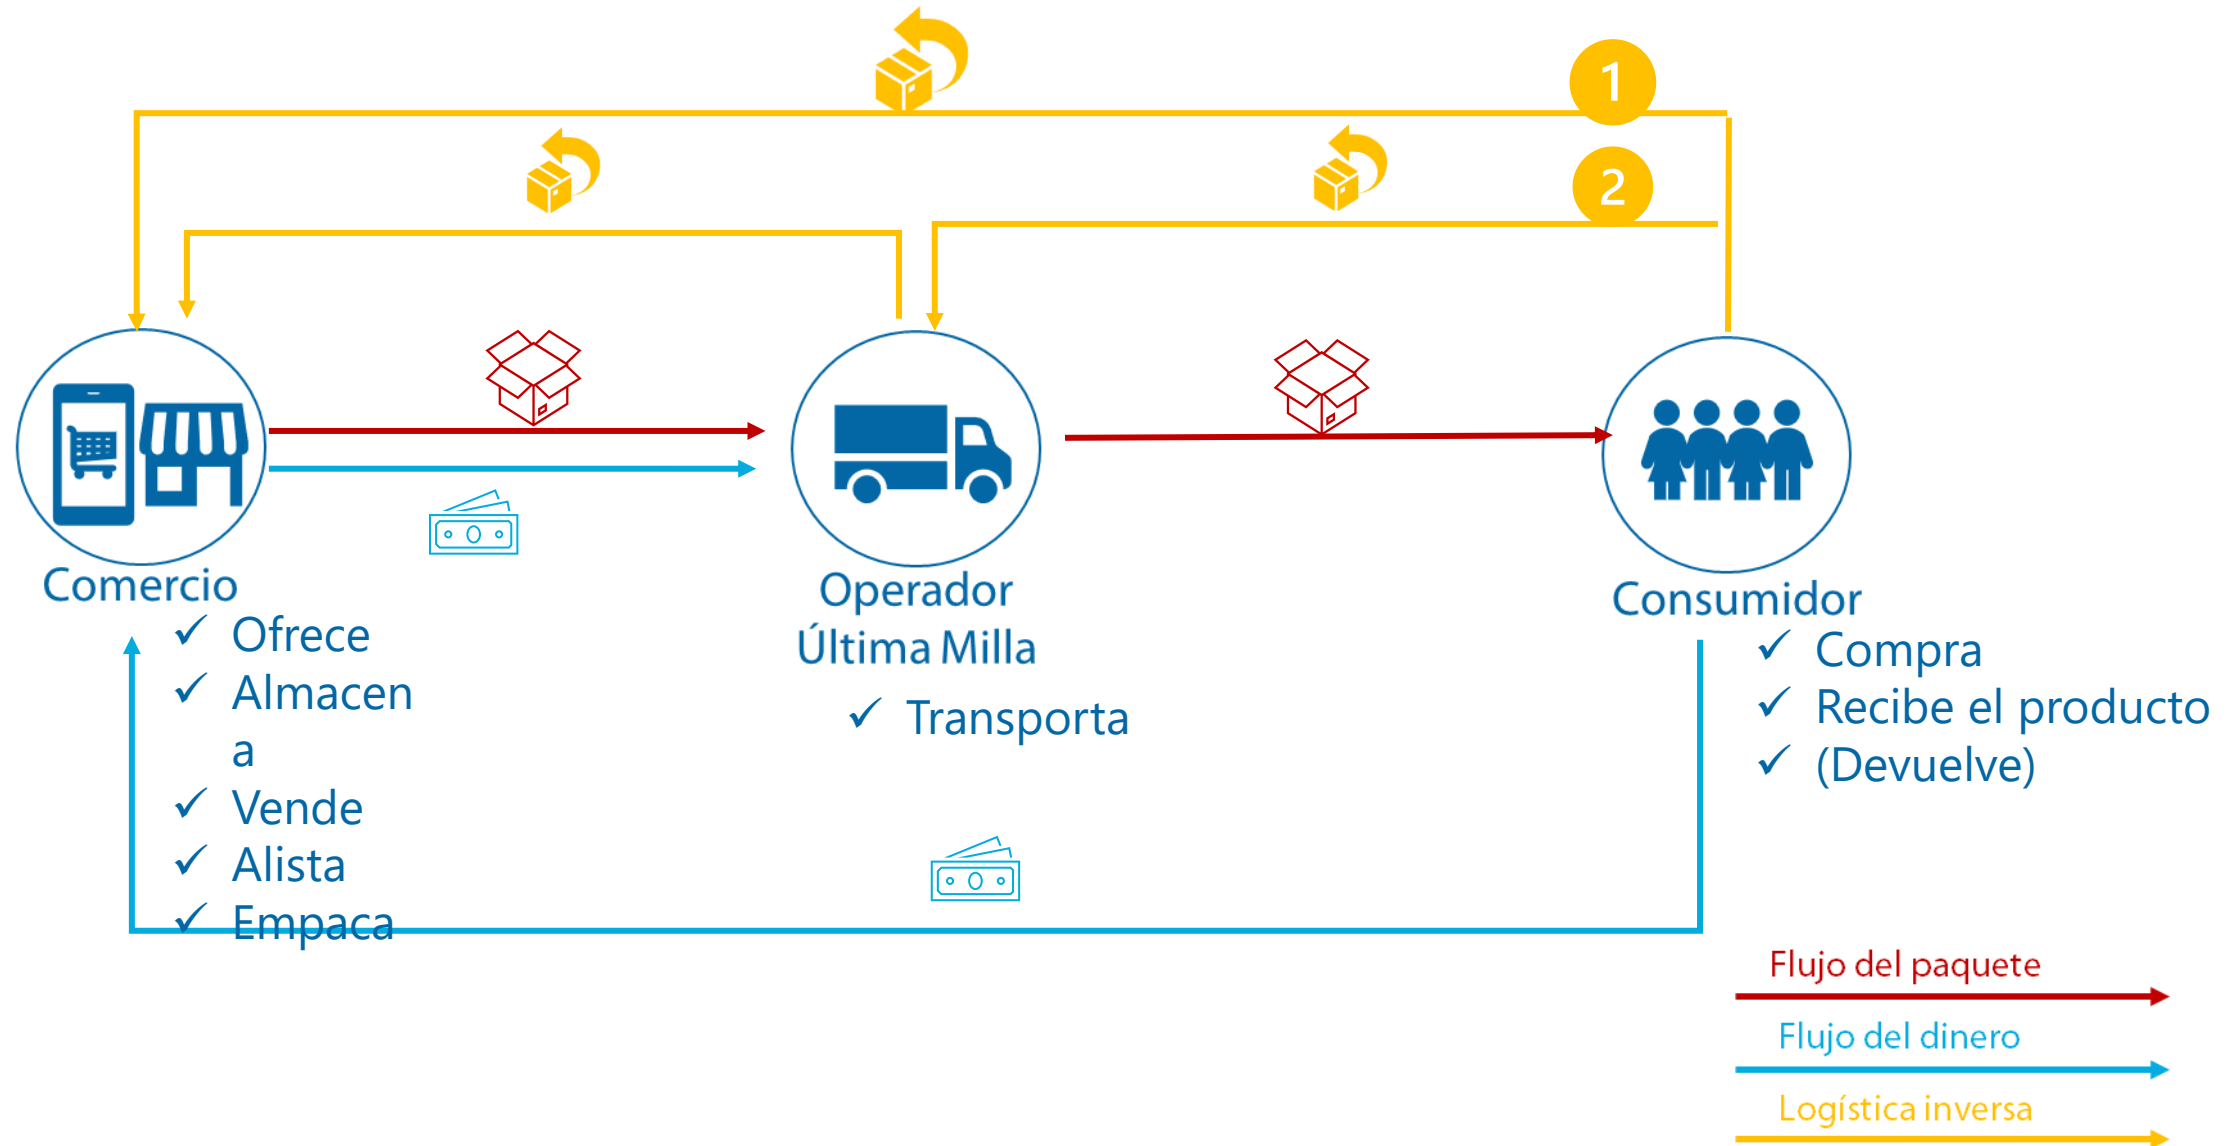 1
2
Comercio
Ofrece
Almacen
a
Vende
Alista
Empaca
Operador
Última Milla
Transporta
Consumidor
Compra
Recibe el producto
(Devuelve)
Flujo del paquete
Flujo del dinero
Logística inversa